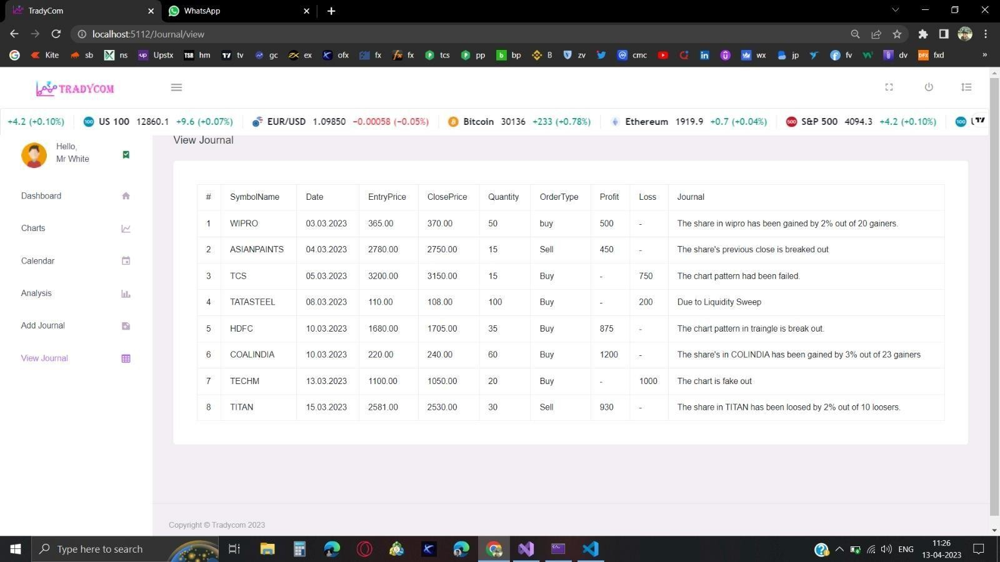 TradyCom
WhatsApp
localhost:5112/Journal/view
Kite sb ns Upstx hm tv gc ex ofx fx fx tcs pp bp B zv cmc wx jp fv dv fxd »
TRADYCOM
+4.2 (+0.10%) US 100 12860.1 +9.6 (+0.07%) EUR/USD 1.09850 −0.00058 (−0.05%) Bitcoin 30136 +233 (+0.78%) Ethereum 1919.9 +0.7 (+0.04%) S&P 500 4094.3 +4.2 (+0.10%)
View Journal
Hello,
Mr White
Dashboard
Charts
Calendar
Analysis
Add Journal
View Journal
# SymbolName Date EntryPrice ClosePrice Quantity OrderType Profit Loss Journal
1 WIPRO 03.03.2023 365.00 370.00 50 buy 500 - The share in wipro has been gained by 2% out of 20 gainers.
2 ASIANPAINTS 04.03.2023 2780.00 2750.00 15 Sell 450 - The share's previous close is breaked out
3 TCS 05.03.2023 3200.00 3150.00 15 Buy - 750 The chart pattern had been failed.
4 TATASTEEL 08.03.2023 110.00 108.00 100 Buy - 200 Due to Liquidity Sweep
5 HDFC 10.03.2023 1680.00 1705.00 35 Buy 875 - The chart pattern in traingle is break out.
6 COALINDIA 10.03.2023 220.00 240.00 60 Buy 1200 - The share's in COLINDIA has been gained by 3% out of 23 gainers
7 TECHM 13.03.2023 1100.00 1050.00 20 Buy - 1000 The chart is fake out
8 TITAN 15.03.2023 2581.00 2530.00 30 Sell 930 - The share in TITAN has been loosed by 2% out of 10 loosers.
Copyright © Tradycom 2023
Type here to search
ENG
11:26
13-04-2023